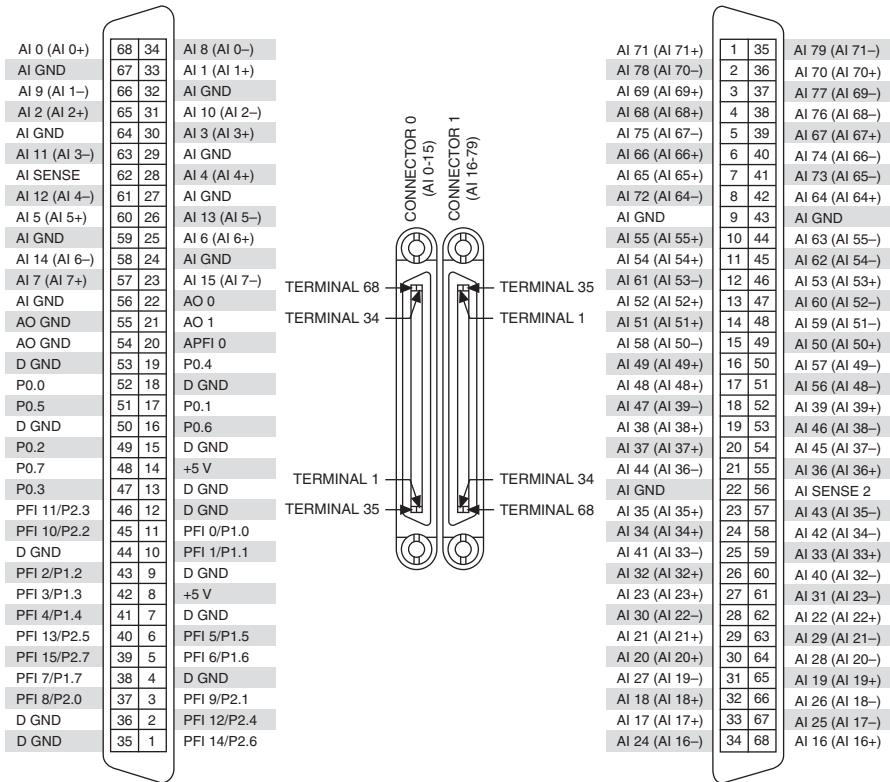 AI 0 (AI 0+) 68 34 AI 8 (AI 0–)
AI GND 67 33 AI 1 (AI 1+)
AI 9 (AI 1–) 66 32 AI GND
AI 2 (AI 2+) 65 31 AI 10 (AI 2–)
AI GND 64 30 AI 3 (AI 3+)
AI 11 (AI 3–) 63 29 AI GND
AI SENSE 62 28 AI 4 (AI 4+)
AI 12 (AI 4–) 61 27 AI GND
AI 5 (AI 5+) 60 26 AI 13 (AI 5–)
AI GND 59 25 AI 6 (AI 6+)
AI 14 (AI 6–) 58 24 AI GND
AI 7 (AI 7+) 57 23 AI 15 (AI 7–)
AI GND 56 22 AO 0
AO GND 55 21 AO 1
AO GND 54 20 APFI 0
D GND 53 19 P0.4
P0.0 52 18 D GND
P0.5 51 17 P0.1
D GND 50 16 P0.6
P0.2 49 15 D GND
P0.7 48 14 +5 V
P0.3 47 13 D GND
PFI 11/P2.3 46 12 D GND
PFI 10/P2.2 45 11 PFI 0/P1.0
D GND 44 10 PFI 1/P1.1
PFI 2/P1.2 43 9 D GND
PFI 3/P1.3 42 8 +5 V
PFI 4/P1.4 41 7 D GND
PFI 13/P2.5 40 6 PFI 5/P1.5
PFI 15/P2.7 39 5 PFI 6/P1.6
PFI 7/P1.7 38 4 D GND
PFI 8/P2.0 37 3 PFI 9/P2.1
D GND 36 2 PFI 12/P2.4
D GND 35 1 PFI 14/P2.6
CONNECTOR 0
(AI 0-15)
CONNECTOR 1
(AI 16-79)
TERMINAL 68
TERMINAL 35
TERMINAL 34
TERMINAL 1
TERMINAL 1
TERMINAL 34
TERMINAL 35
TERMINAL 68
AI 71 (AI 71+) 1 35 AI 79 (AI 71–)
AI 78 (AI 70–) 2 36 AI 70 (AI 70+)
AI 69 (AI 69+) 3 37 AI 77 (AI 69–)
AI 68 (AI 68+) 4 38 AI 76 (AI 68–)
AI 75 (AI 67–) 5 39 AI 67 (AI 67+)
AI 66 (AI 66+) 6 40 AI 74 (AI 66–)
AI 65 (AI 65+) 7 41 AI 73 (AI 65–)
AI 72 (AI 64–) 8 42 AI 64 (AI 64+)
AI GND 9 43 AI GND
AI 55 (AI 55+) 10 44 AI 63 (AI 55–)
AI 54 (AI 54+) 11 45 AI 62 (AI 54–)
AI 61 (AI 53–) 12 46 AI 53 (AI 53+)
AI 52 (AI 52+) 13 47 AI 60 (AI 52–)
AI 51 (AI 51+) 14 48 AI 59 (AI 51–)
AI 58 (AI 50–) 15 49 AI 50 (AI 50+)
AI 49 (AI 49+) 16 50 AI 57 (AI 49–)
AI 48 (AI 48+) 17 51 AI 56 (AI 48–)
AI 47 (AI 39–) 18 52 AI 39 (AI 39+)
AI 38 (AI 38+) 19 53 AI 46 (AI 38–)
AI 37 (AI 37+) 20 54 AI 45 (AI 37–)
AI 44 (AI 36–) 21 55 AI 36 (AI 36+)
AI GND 22 56 AI SENSE 2
AI 35 (AI 35+) 23 57 AI 43 (AI 35–)
AI 34 (AI 34+) 24 58 AI 42 (AI 34–)
AI 41 (AI 33–) 25 59 AI 33 (AI 33+)
AI 32 (AI 32+) 26 60 AI 40 (AI 32–)
AI 23 (AI 23+) 27 61 AI 31 (AI 23–)
AI 30 (AI 22–) 28 62 AI 22 (AI 22+)
AI 21 (AI 21+) 29 63 AI 29 (AI 21–)
AI 20 (AI 20+) 30 64 AI 28 (AI 20–)
AI 27 (AI 19–) 31 65 AI 19 (AI 19+)
AI 18 (AI 18+) 32 66 AI 26 (AI 18–)
AI 17 (AI 17+) 33 67 AI 25 (AI 17–)
AI 24 (AI 16–) 34 68 AI 16 (AI 16+)